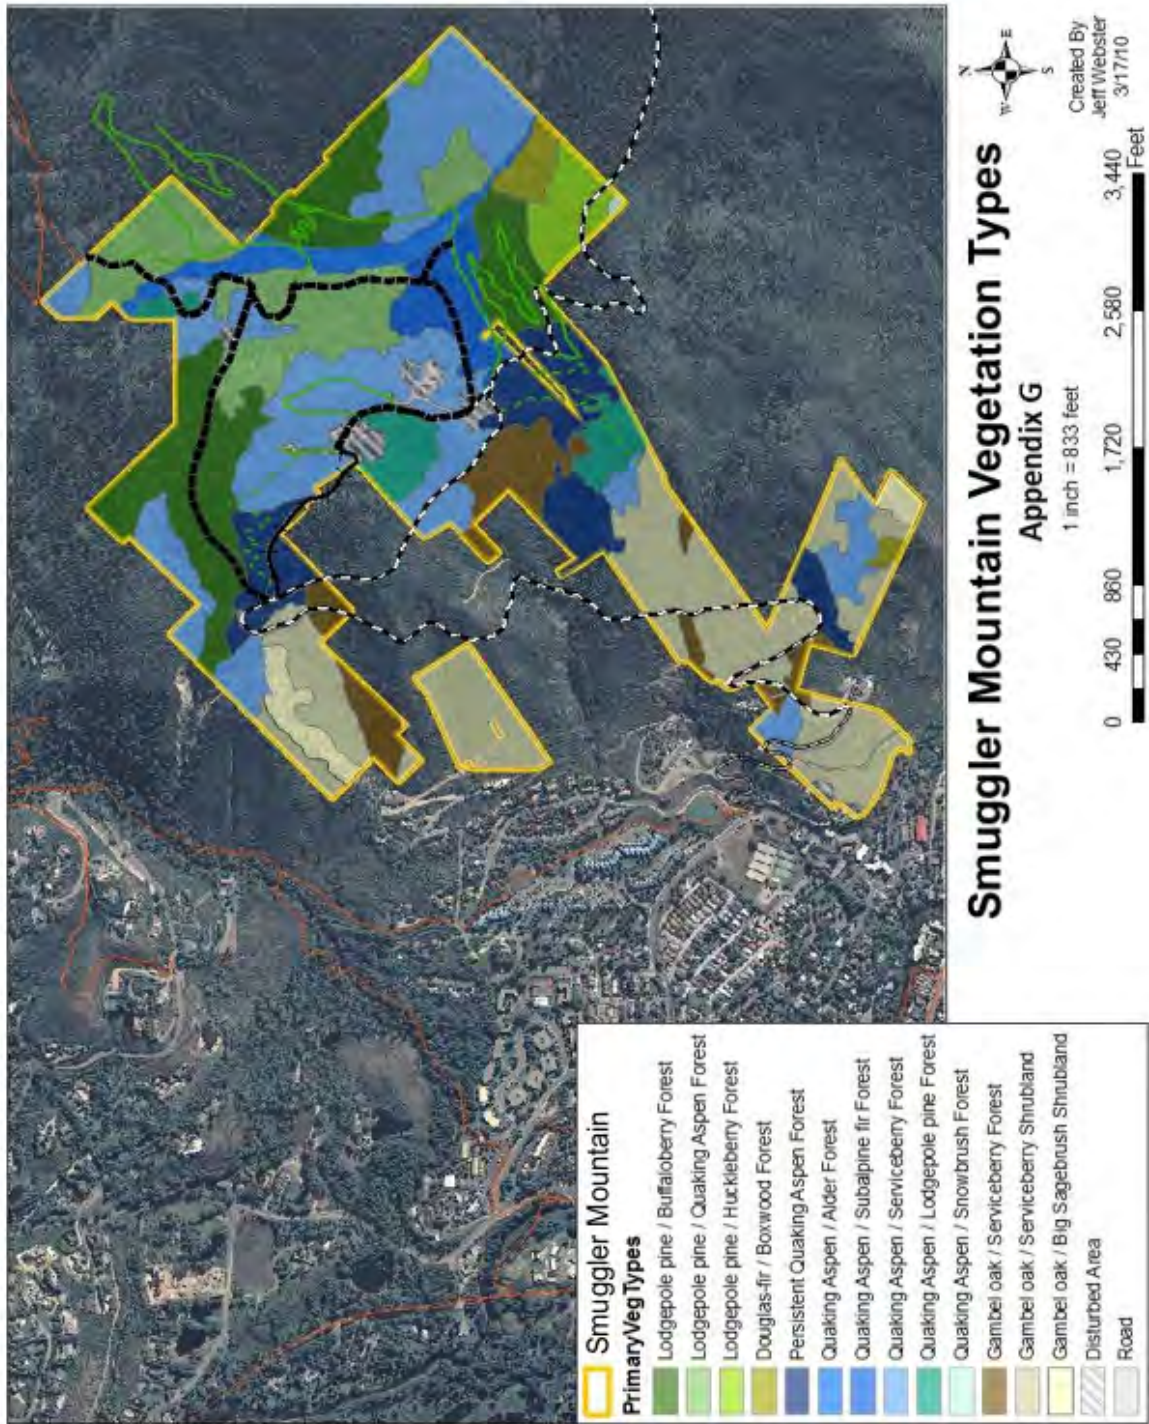 Smuggler Mountain Vegetation Types
Appendix G
1 inch = 833 feet
0 430 860 1,720 2,580 3,440
Feet
N
W E
S
Created By
Jeff Webster
3/17/10
Smuggler Mountain
PrimaryVegTypes
Lodgepole pine / Buffaloberry Forest
Lodgepole pine / Quaking Aspen Forest
Lodgepole pine / Huckleberry Forest
Douglas-fir / Boxwood Forest
Persistent Quaking Aspen Forest
Quaking Aspen / Alder Forest
Quaking Aspen / Subalpine fir Forest
Quaking Aspen / Serviceberry Forest
Quaking Aspen / Lodgepole pine Forest
Quaking Aspen / Snowbrush Forest
Gambel oak / Serviceberry Forest
Gambel oak / Serviceberry Shrubland
Gambel oak / Big Sagebrush Shrubland
Disturbed Area
Road